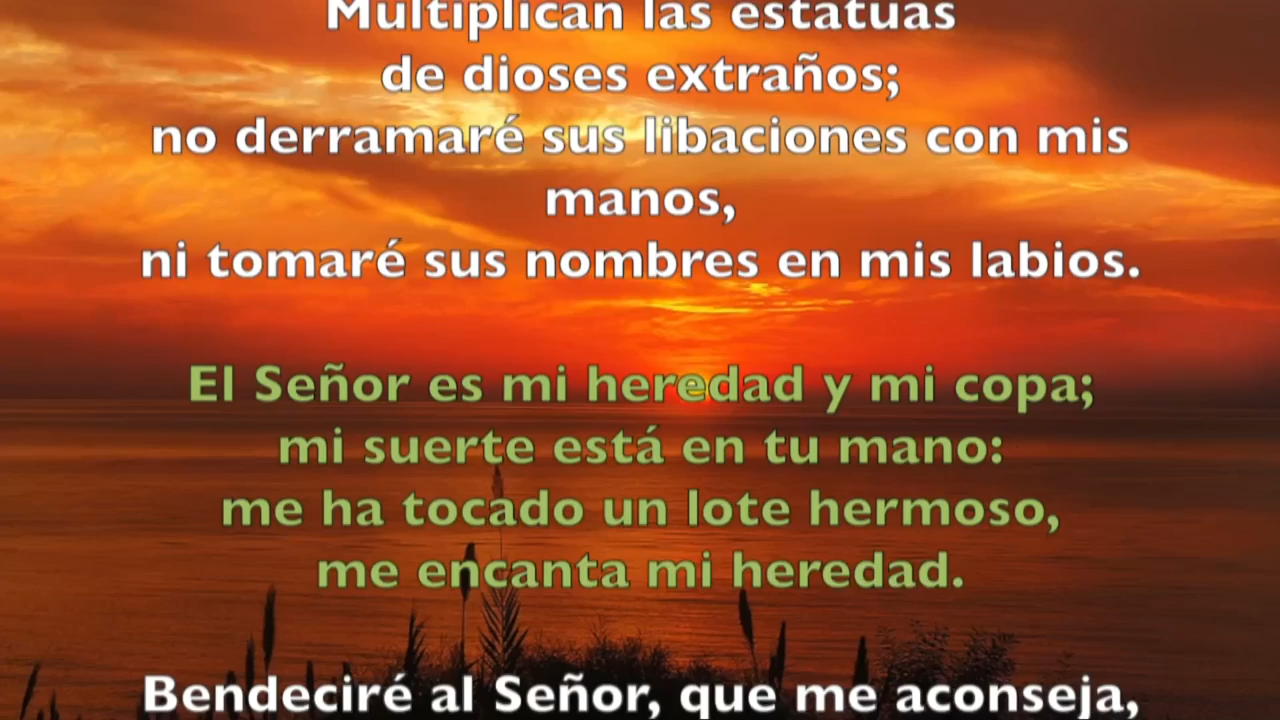 Multiplican las estatuas
de dioses extraños;
no derramaré sus libaciones con mis
manos,
ni tomaré sus nombres en mis labios.
El Señor es mi heredad y mi copa;
mi suerte está en tu mano:
me ha tocado un lote hermoso,
me encanta mi heredad.
Bendeciré al Señor, que me aconseja,